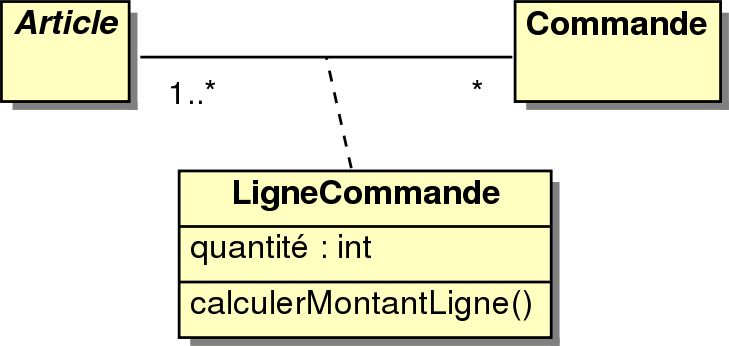 Article
Commande
1..*
*
LigneCommande
quantité : int
calculerMontantLigne()